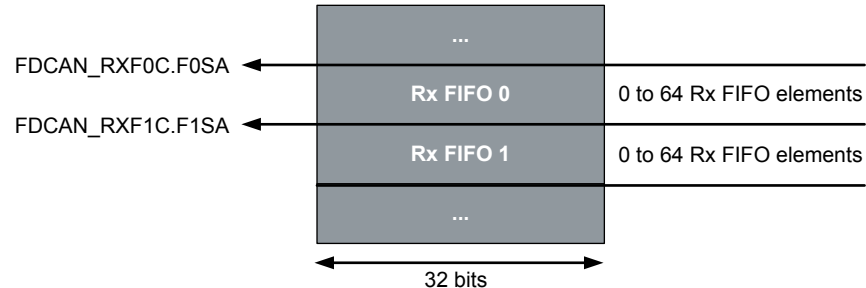 ...
FDCAN_RXF0C.F0SA
Rx FIFO 0
0 to 64 Rx FIFO elements
FDCAN_RXF1C.F1SA
Rx FIFO 1
0 to 64 Rx FIFO elements
...
32 bits